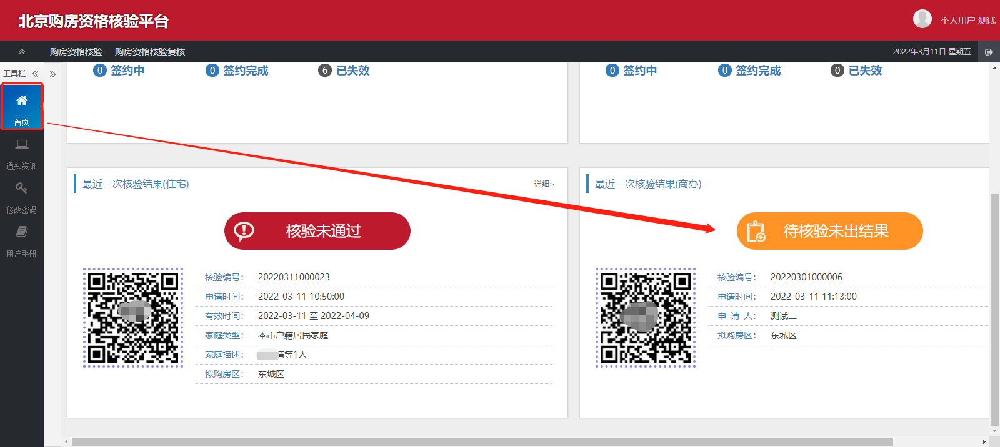 北京购房资格核验平台
个人用户 测试
购房资格核验 购房资格核验复核
2022年3月11日 星期五
工具栏
首页
通知资讯
修改密码
用户手册
0 签约中 0 签约完成 6 已失效
0 签约中 0 签约完成 0 已失效
最近一次核验结果(住宅)
详细>
核验未通过
核验编号: 20220311000023
申请时间: 2022-03-11 10:50:00
有效时间: 2022-03-11 至 2022-04-09
家庭类型: 本市户籍居民家庭
家庭描述: 等1人
拟购房区: 东城区
最近一次核验结果(商办)
待核验未出结果
核验编号: 20220301000006
申请时间: 2022-03-11 11:13:00
申 请 人: 测试二
拟购房区: 东城区